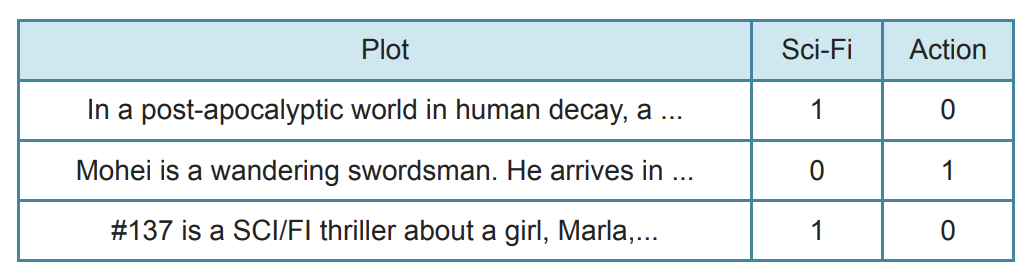 Plot Sci-Fi Action
In a post-apocalyptic world in human decay, a ... 1 0
Mohei is a wandering swordsman. He arrives in ... 0 1
#137 is a SCI/FI thriller about a girl, Marla,... 1 0